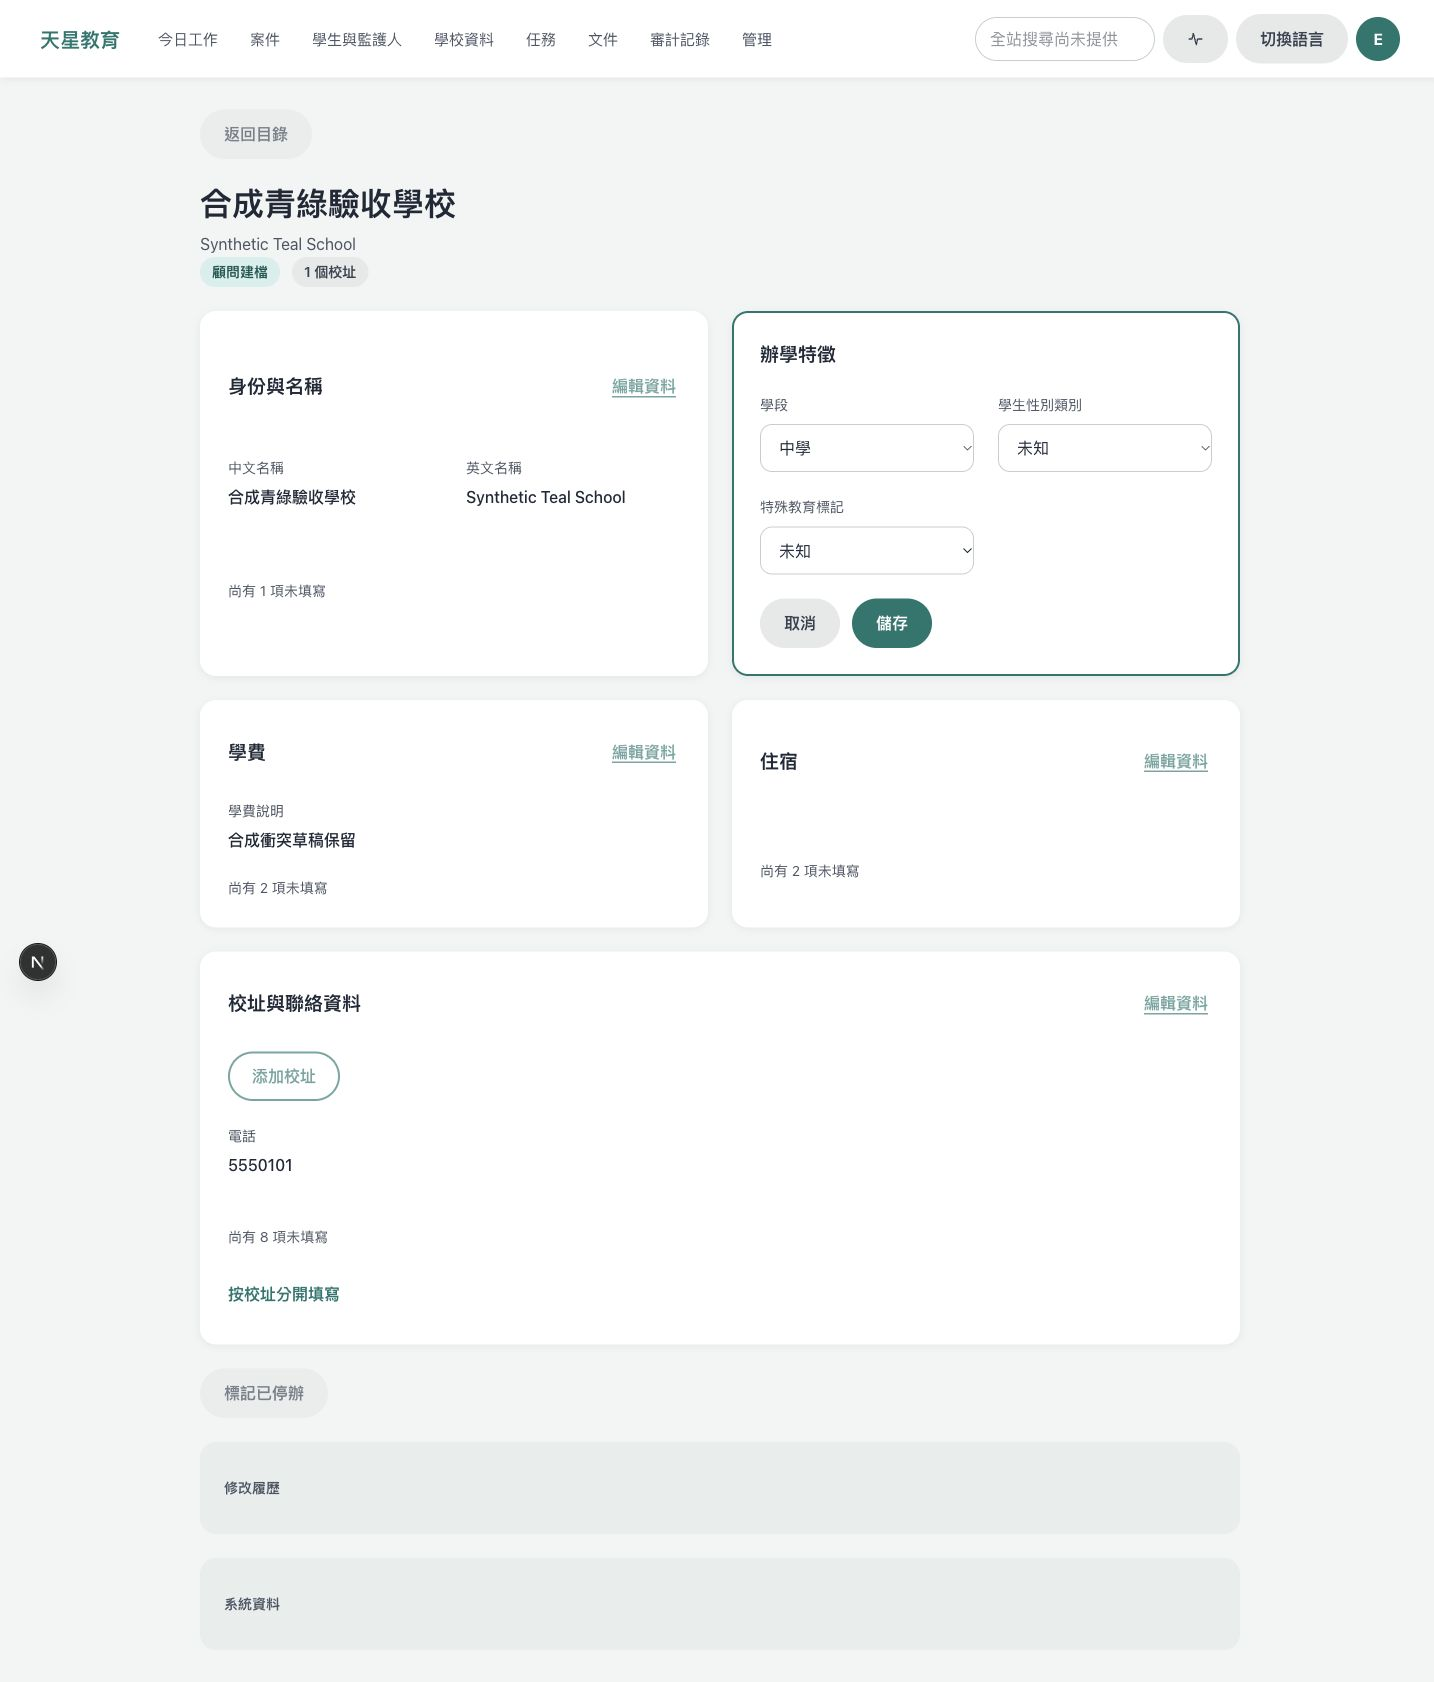 天星教育 今日工作 案件 學生與監護人 學校資料 任務 文件 審計記錄 管理 全站搜尋尚未提供 切換語言 E
返回目錄
合成青綠驗收學校
Synthetic Teal School
顧問建檔 1 個校址
身份與名稱 編輯資料
中文名稱 英文名稱
合成青綠驗收學校 Synthetic Teal School
尚有 1 項未填寫
辦學特徵
學段 學生性別類別
中學 未知
特殊教育標記
未知
取消 儲存
學費 編輯資料
學費說明
合成衝突草稿保留
尚有 2 項未填寫
住宿 編輯資料
尚有 2 項未填寫
N
校址與聯絡資料 編輯資料
添加校址
電話
5550101
尚有 8 項未填寫
按校址分開填寫
標記已停辦
修改履歷
系統資料